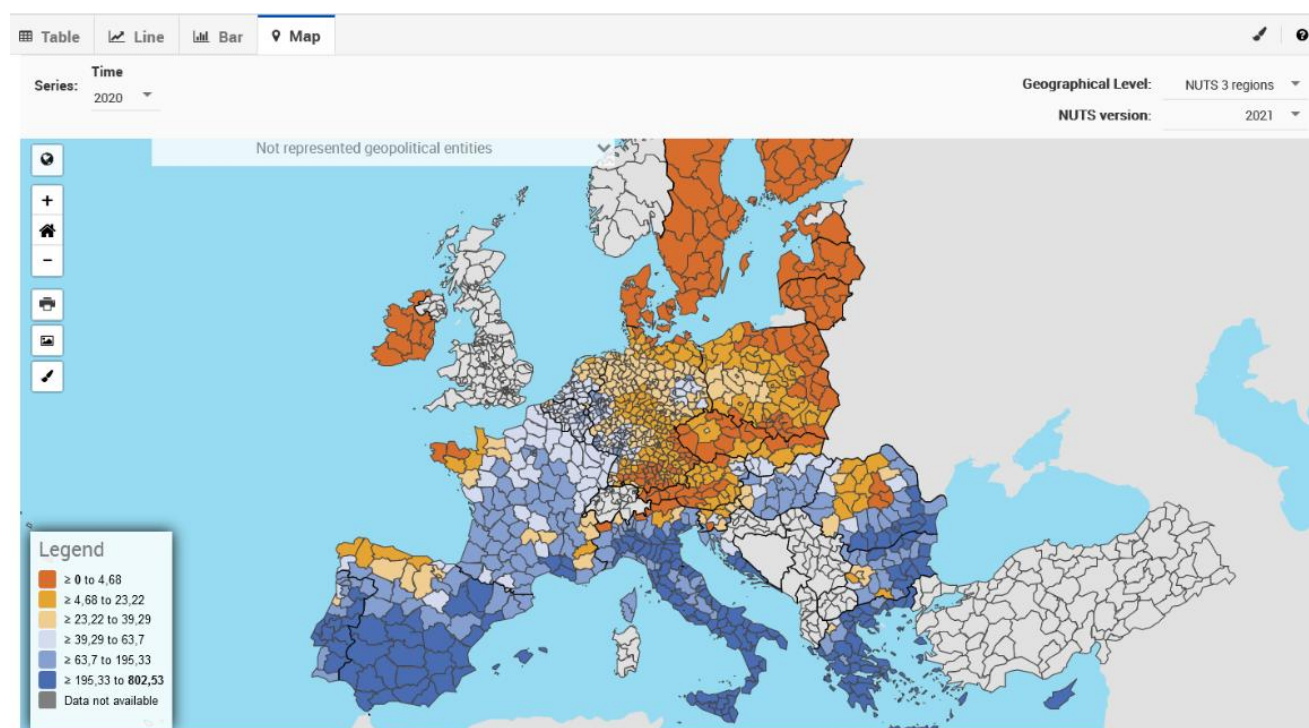 Table Line Bar Map
Series:
Time
2020
Geographical Level: NUTS 3 regions
NUTS version: 2021
Not represented geopolitical entities
+
-
Legend
≥ 0 to 4,68
≥ 4,68 to 23,22
≥ 23,22 to 39,29
≥ 39,29 to 63,7
≥ 63,7 to 195,33
≥ 195,33 to 802,53
Data not available